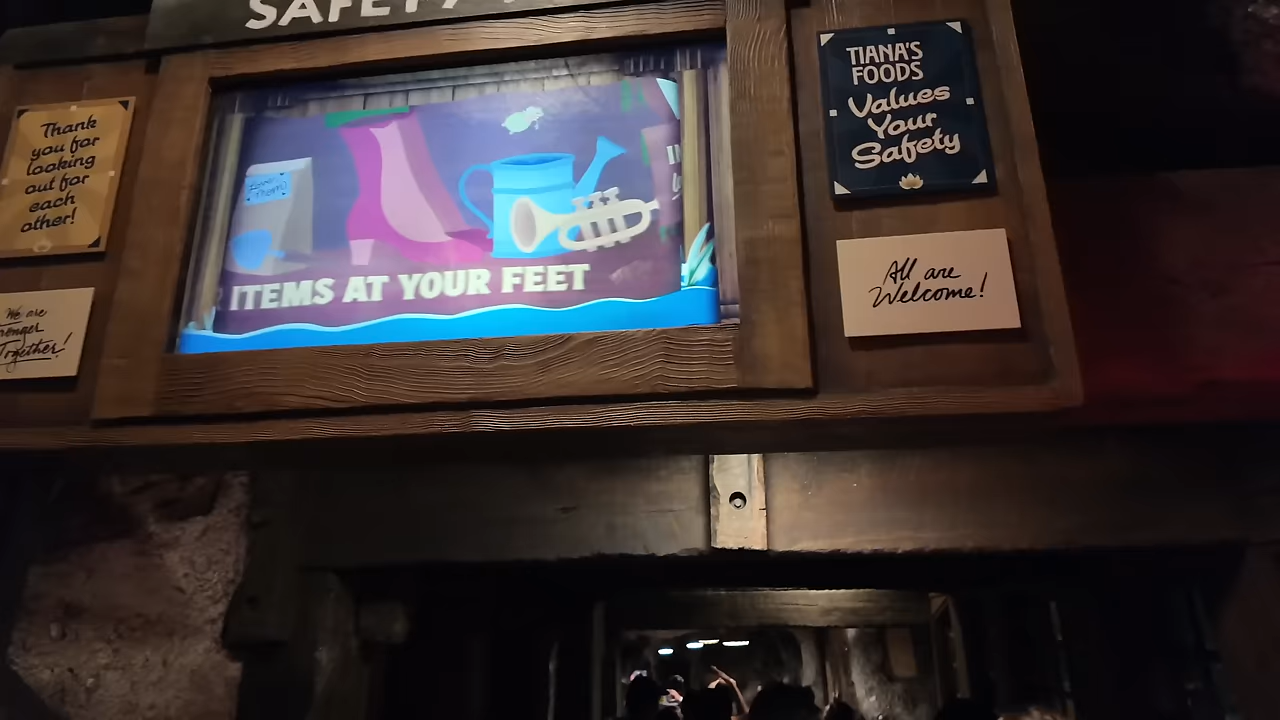 SAFETY
Thank
you for
looking
out for
each
other!
We are
Together!
ITEMS AT YOUR FEET
TIANA'S
FOODS
Values
Your
Safety
All are
Welcome!